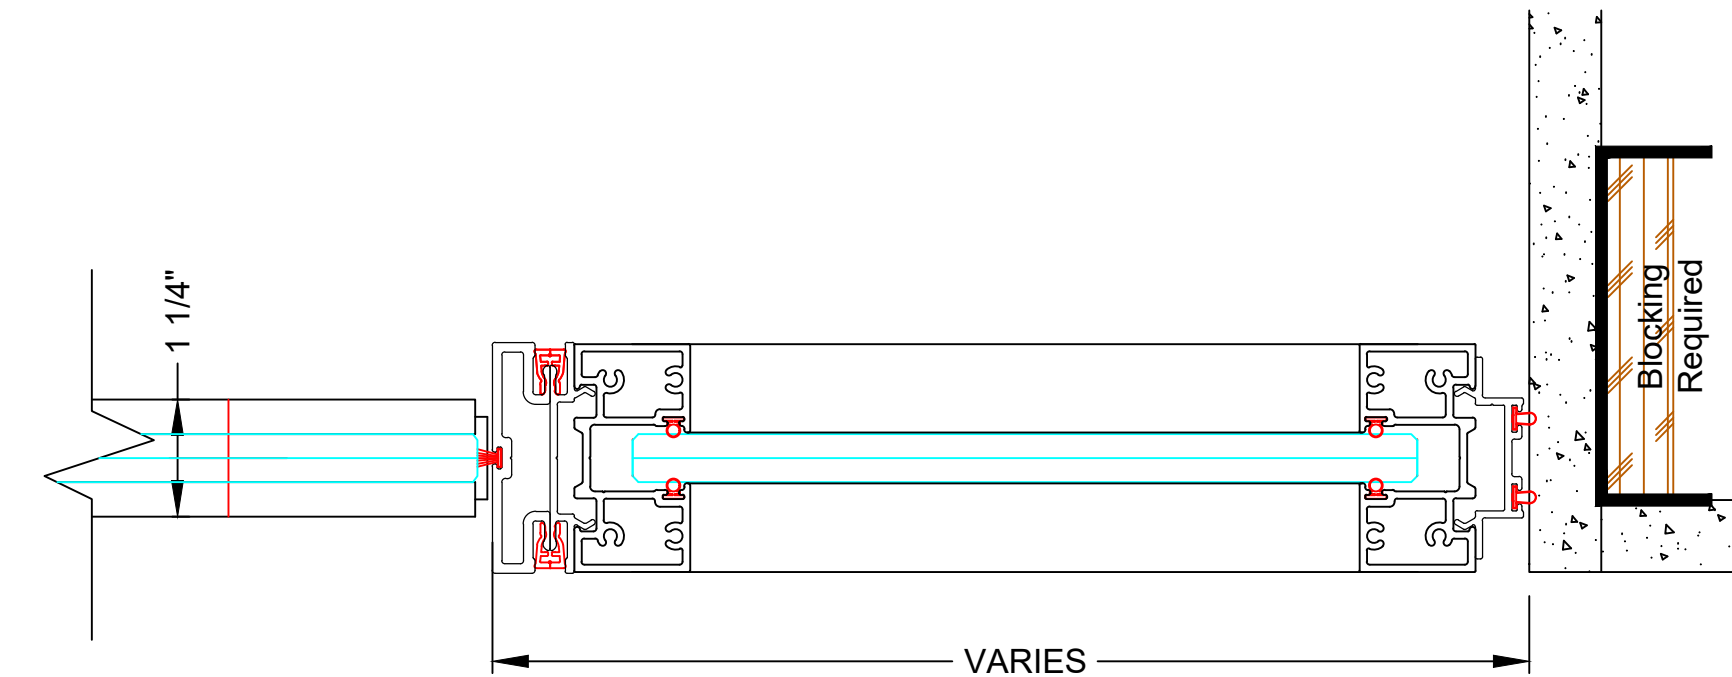 1 1/4"
Blocking
Required
VARIES